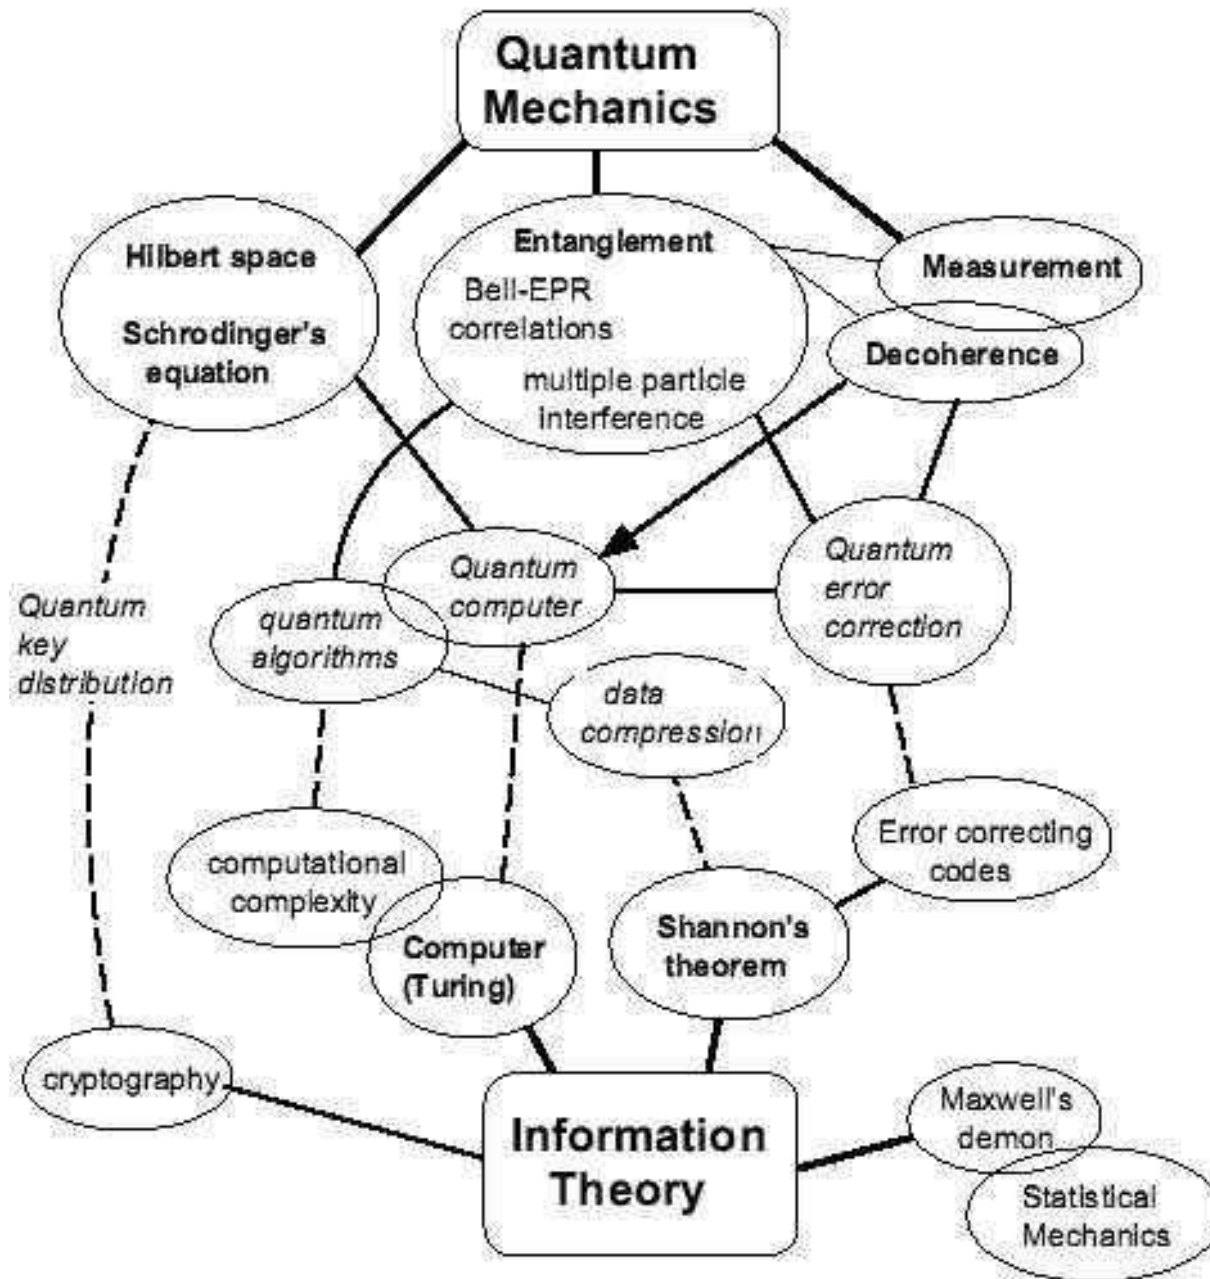 Quantum
Mechanics
Hilbert space
Schrodinger's
equation
Entanglement
Bell-EPR
correlations
multiple particle
interference
Measurement
Decoherence
Quantum
key
distribution
quantum
algorithms
Quantum
computer
Quantum
error
correction
data
compression
computational
complexity
Computer
(Turing)
Shannon's
theorem
Error correcting
codes
cryptography
Information
Theory
Maxwell's
demon
Statistical
Mechanics